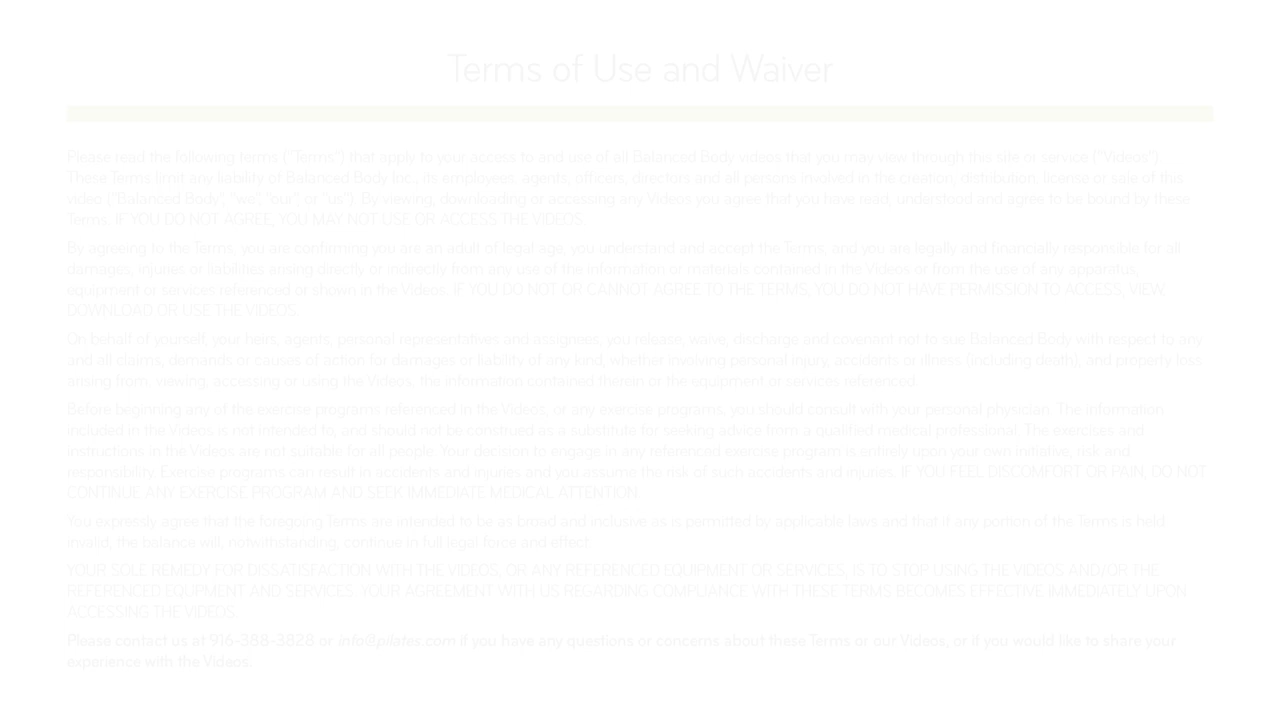 Terms of Use and Waiver
Please read the following terms ("Terms") that apply to your access to and use of all Balanced Body videos that you may view through this site or service ("Videos").
These Terms limit any liability of Balanced Body Inc., its employees, agents, officers, directors and all persons involved in the creation, distribution, license or sale of this
video ("Balanced Body", "we", "our", or "us"). By viewing, downloading or accessing any Videos you agree that you have read, understood and agree to be bound by these
Terms. IF YOU DO NOT AGREE, YOU MAY NOT USE OR ACCESS THE VIDEOS.
By agreeing to the Terms, you are confirming you are an adult of legal age, you understand and accept the Terms, and you are legally and financially responsible for all
damages, injuries or liabilities arising directly or indirectly from any use of the information or materials contained in the Videos or from the use of any apparatus,
equipment or services referenced or shown in the Videos. IF YOU DO NOT OR CANNOT AGREE TO THE TERMS, YOU DO NOT HAVE PERMISSION TO ACCESS, VIEW,
DOWNLOAD OR USE THE VIDEOS.
On behalf of yourself, your heirs, agents, personal representatives and assignees, you release, waive, discharge and covenant not to sue Balanced Body with respect to any
and all claims, demands or causes of action for damages or liability of any kind, whether involving personal injury, accidents or illness (including death), and property loss
arising from, viewing, accessing or using the Videos, the information contained therein or the equipment or services referenced.
Before beginning any of the exercise programs referenced in the Videos, or any exercise programs, you should consult with your personal physician. The information
included in the Videos is not intended to, and should not be construed as a substitute for seeking advice from a qualified medical professional. The exercises and
instructions in the Videos are not suitable for all people. Your decision to engage in any referenced exercise program is entirely upon your own initiative, risk and
responsibility. Exercise programs can result in accidents and injuries and you assume the risk of such accidents and injuries. IF YOU FEEL DISCOMFORT OR PAIN, DO NOT
CONTINUE ANY EXERCISE PROGRAM AND SEEK IMMEDIATE MEDICAL ATTENTION.
You expressly agree that the foregoing Terms are intended to be as broad and inclusive as is permitted by applicable laws and that if any portion of the Terms is held
invalid, the balance will, notwithstanding, continue in full legal force and effect.
YOUR SOLE REMEDY FOR DISSATISFACTION WITH THE VIDEOS, OR ANY REFERENCED EQUIPMENT OR SERVICES, IS TO STOP USING THE VIDEOS AND/OR THE
REFERENCED EQUPMENT AND SERVICES. YOUR AGREEMENT WITH US REGARDING COMPLIANCE WITH THESE TERMS BECOMES EFFECTIVE IMMEDIATELY UPON
ACCESSING THE VIDEOS.
Please contact us at 916-388-3828 or info@pilates.com if you have any questions or concerns about these Terms or our Videos, or if you would like to share your
experience with the Videos.